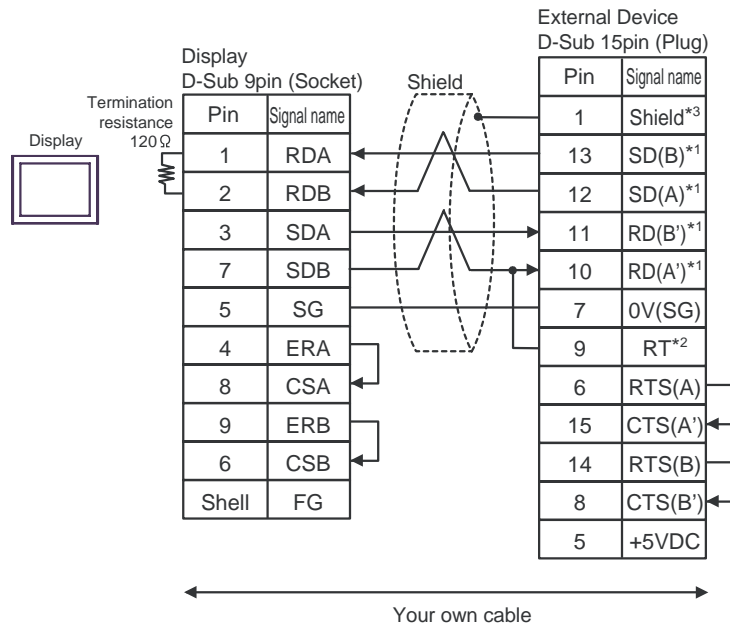 External Device
D-Sub 15pin (Plug)
Display
D-Sub 9pin (Socket)
Shield
Termination
resistance
120Ω
Display
Pin Signal name
1 RDA
2 RDB
3 SDA
7 SDB
5 SG
4 ERA
8 CSA
9 ERB
6 CSB
Shell FG
Pin Signal name
1 Shield*3
13 SD(B)*1
12 SD(A)*1
11 RD(B')*1
10 RD(A')*1
7 0V(SG)
9 RT*2
6 RTS(A)
15 CTS(A')
14 RTS(B)
8 CTS(B')
5 +5VDC
Your own cable